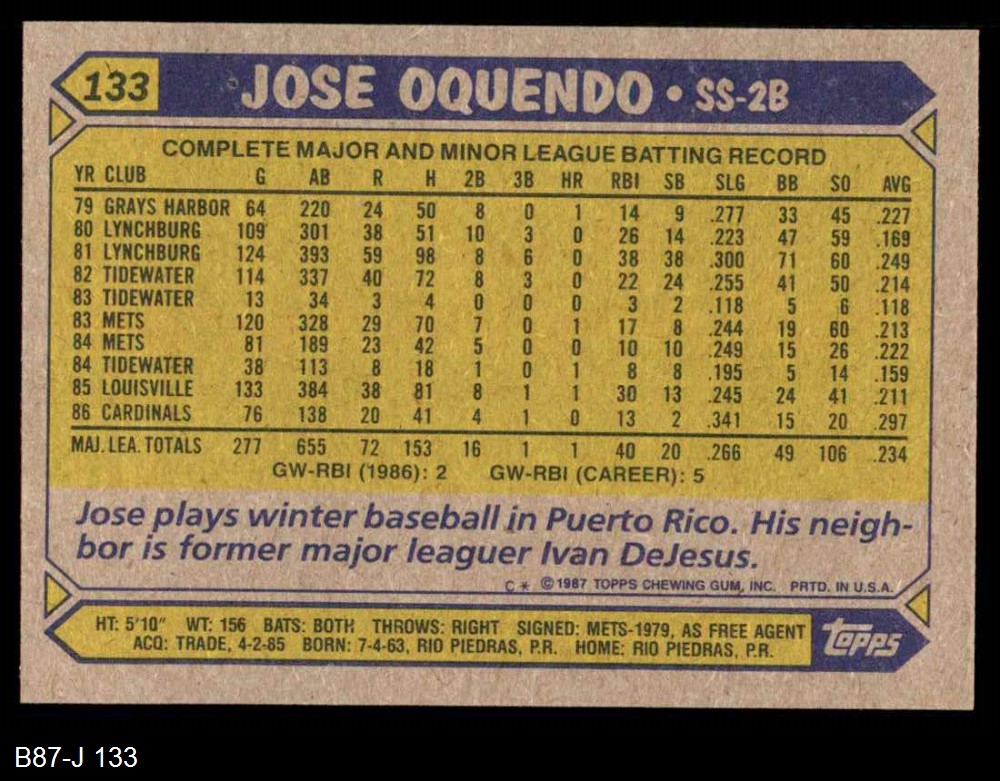 133 JOSE OQUENDO • SS-2B
COMPLETE MAJOR AND MINOR LEAGUE BATTING RECORD
YR CLUB G AB R H 2B 3B HR RBI SB SLG BB SO AVG
79 GRAYS HARBOR 64 220 24 50 8 0 1 14 9 .277 33 45 .227
80 LYNCHBURG 109 301 38 51 10 3 0 26 14 .223 47 59 .169
81 LYNCHBURG 124 393 59 98 8 6 0 38 38 .300 71 60 .249
82 TIDEWATER 114 337 40 72 8 3 0 22 24 .255 41 50 .214
83 TIDEWATER 13 34 3 4 0 0 0 3 2 .118 5 6 .118
83 METS 120 328 29 70 7 0 1 17 8 .244 19 60 .213
84 METS 81 189 23 42 5 0 0 10 10 .249 15 26 .222
84 TIDEWATER 38 113 8 18 1 0 1 8 8 .195 5 14 .159
85 LOUISVILLE 133 384 38 81 8 1 1 30 13 .245 24 41 .211
86 CARDINALS 76 138 20 41 4 1 0 13 2 .341 15 20 .297
MAJ. LEA. TOTALS 277 655 72 153 16 1 1 40 20 .266 49 106 .234
GW-RBI (1986): 2 GW-RBI (CAREER): 5
Jose plays winter baseball in Puerto Rico. His neigh-
bor is former major leaguer Ivan DeJesus.
C * ©1987 TOPPS CHEWING GUM, INC. PRTD. IN U.S.A.
HT: 5'10" WT: 156 BATS: BOTH THROWS: RIGHT SIGNED: METS-1979, AS FREE AGENT
ACQ: TRADE, 4-2-85 BORN: 7-4-63, RIO PIEDRAS, P.R. HOME: RIO PIEDRAS, P.R.
topps
B87-J 133